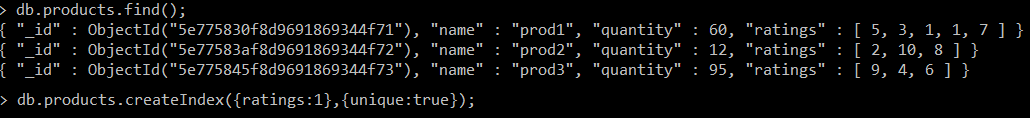 > db.products.find();
{ "_id" : ObjectId("5e775830f8d9691869344f71"), "name" : "prod1", "quantity" : 60, "ratings" : [ 5, 3, 1, 1, 7 ] }
{ "_id" : ObjectId("5e77583af8d9691869344f72"), "name" : "prod2", "quantity" : 12, "ratings" : [ 2, 10, 8 ] }
{ "_id" : ObjectId("5e775845f8d9691869344f73"), "name" : "prod3", "quantity" : 95, "ratings" : [ 9, 4, 6 ] }
> db.products.createIndex({ratings:1},{unique:true});